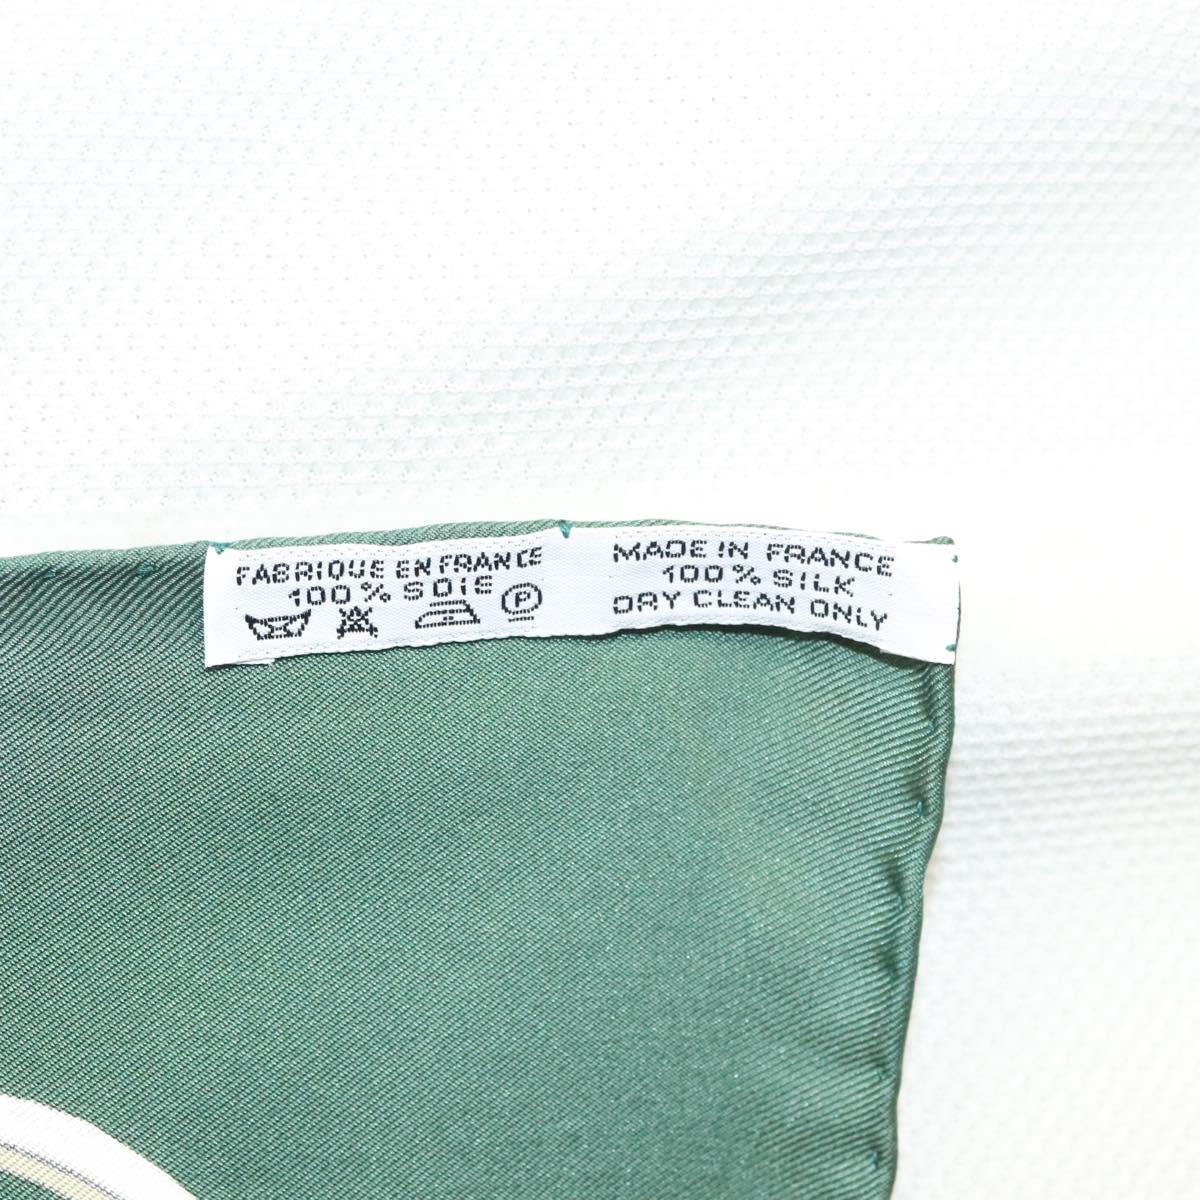 FABRIQUE EN FRANCE
100% SOIE
P
MADE IN FRANCE
100% SILK
DRY CLEAN ONLY